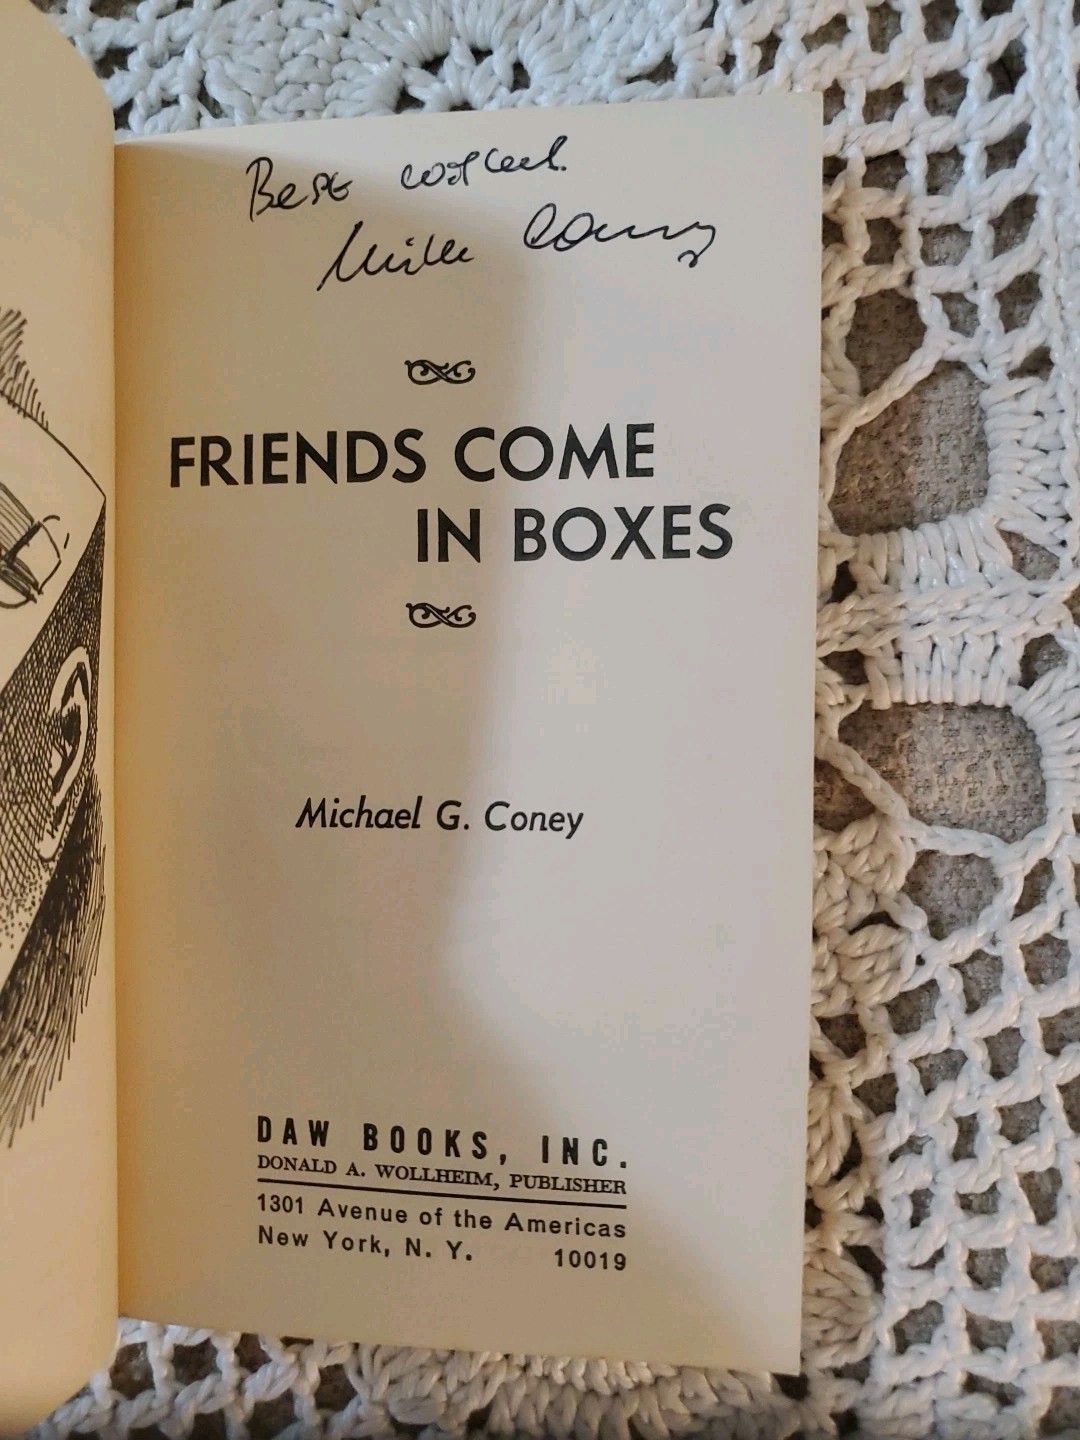 Best wishes.
Mike Coney
FRIENDS COME
IN BOXES
Michael G. Coney
DAW BOOKS, INC.
DONALD A. WOLLHEIM, PUBLISHER
1301 Avenue of the Americas
New York, N. Y. 10019